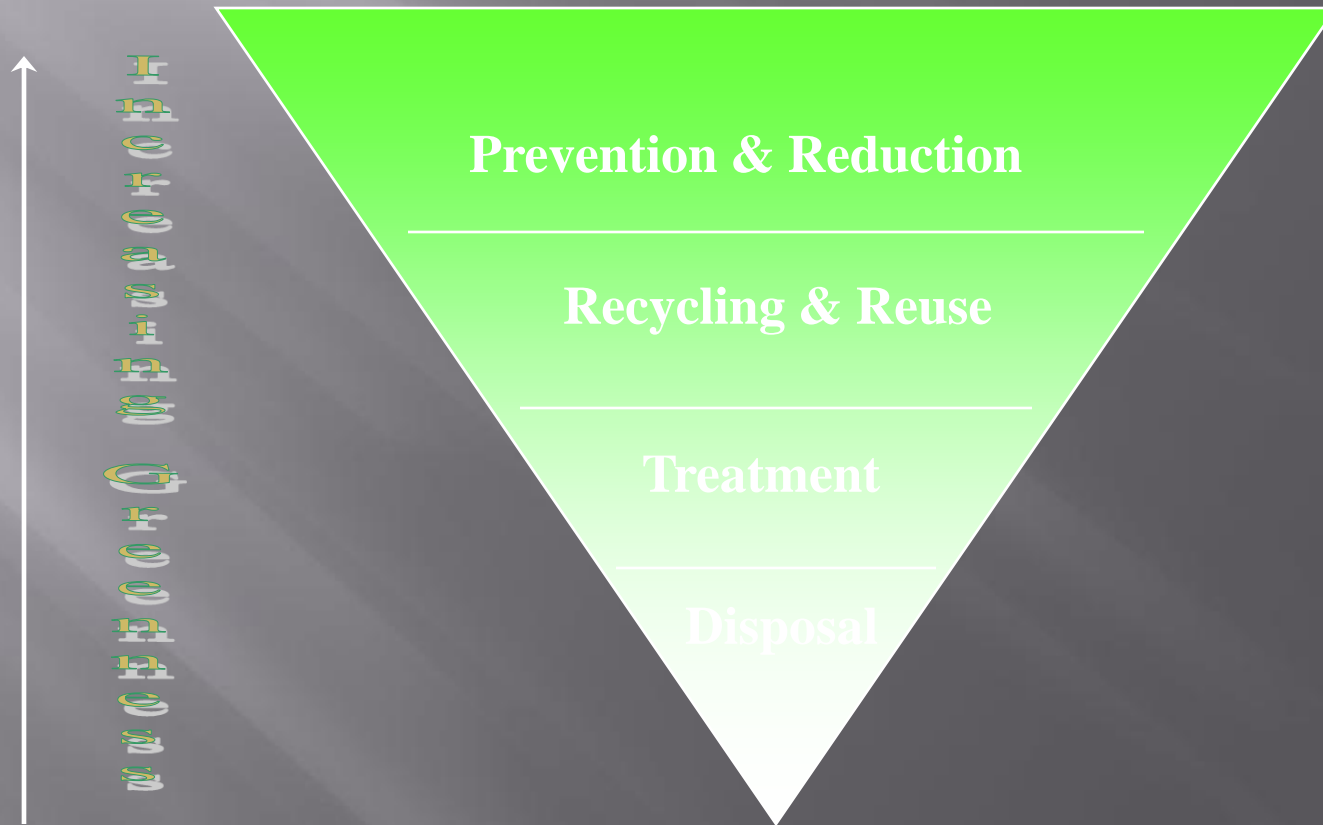 Increasing Greenness
Prevention & Reduction
Recycling & Reuse
Treatment
Disposal